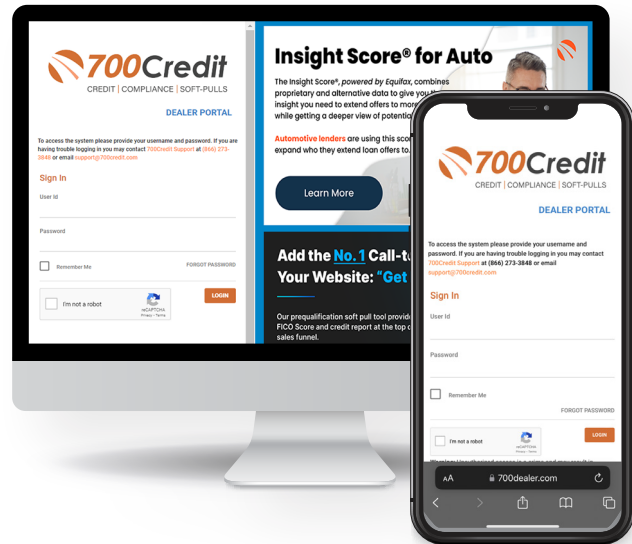 700Credit
CREDIT | COMPLIANCE | SOFT-PULLS
DEALER PORTAL
To access the system please provide your username and password. If you are
having trouble logging in you may contact 700Credit Support at (866) 273-
3848 or email support@700credit.com
Sign In
User Id
Password
Remember Me
FORGOT PASSWORD
I'm not a robot
reCAPTCHA
Privacy - Terms
LOGIN
Insight Score® for Auto
The Insight Score®, powered by Equifax, combines
proprietary and alternative data to give you
insight you need to extend offers to more
while getting a deeper view of
Automotive lenders are using this
expand who they extend loan offers to.
Learn More
Add the No. 1
Your Website: “Get
Our prequalification soft pull tool
FICO Score and credit report at the top
sales funnel.
700Credit
CREDIT | COMPLIANCE | SOFT-PULLS
DEALER PORTAL
To access the system please provide your username and
password. If you are having trouble logging in you may contact
700Credit Support at (866) 273-3848 or email
support@700credit.com
Sign In
User Id
Password
Remember Me
FORGOT PASSWORD
I'm not a robot
reCAPTCHA
Privacy - Terms
LOGIN
AA
700dealer.com